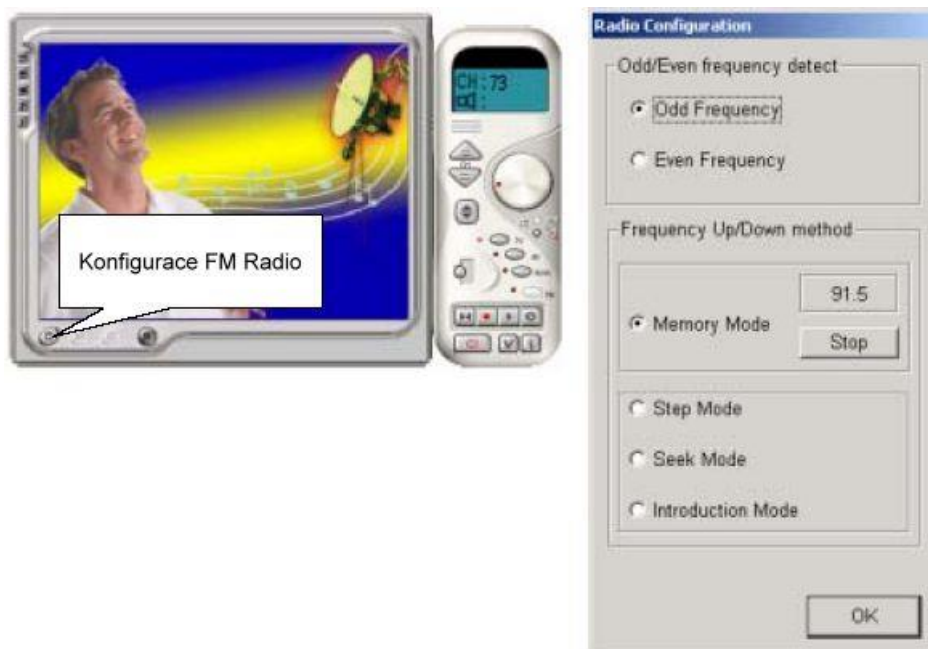 CH:73
Konfigurace FM Radio
Radio Configuration
Odd/Even frequency detect
Odd Frequency
Even Frequency
Frequency Up/Down method
91.5
Memory Mode
Stop
Step Mode
Seek Mode
Introduction Mode
OK